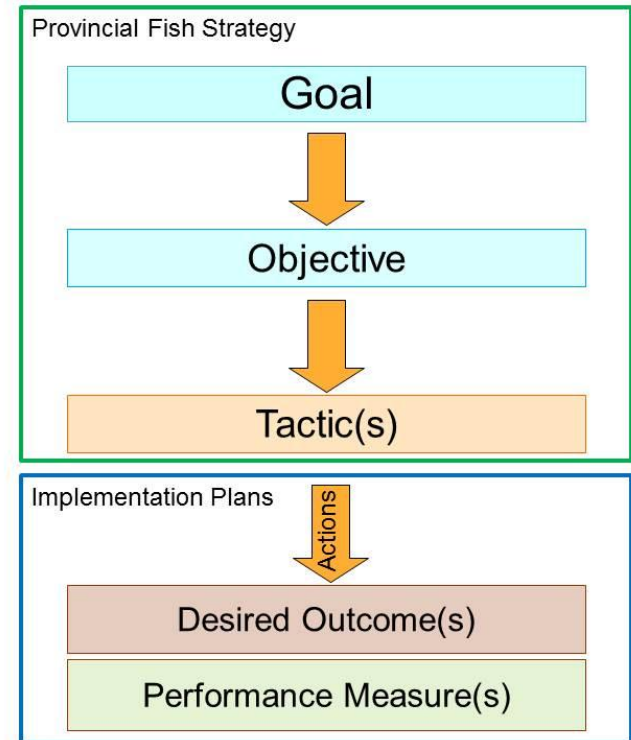 Provincial Fish Strategy
Goal
Objective
Tactic(s)
Implementation Plans
Actions
Desired Outcome(s)
Performance Measure(s)